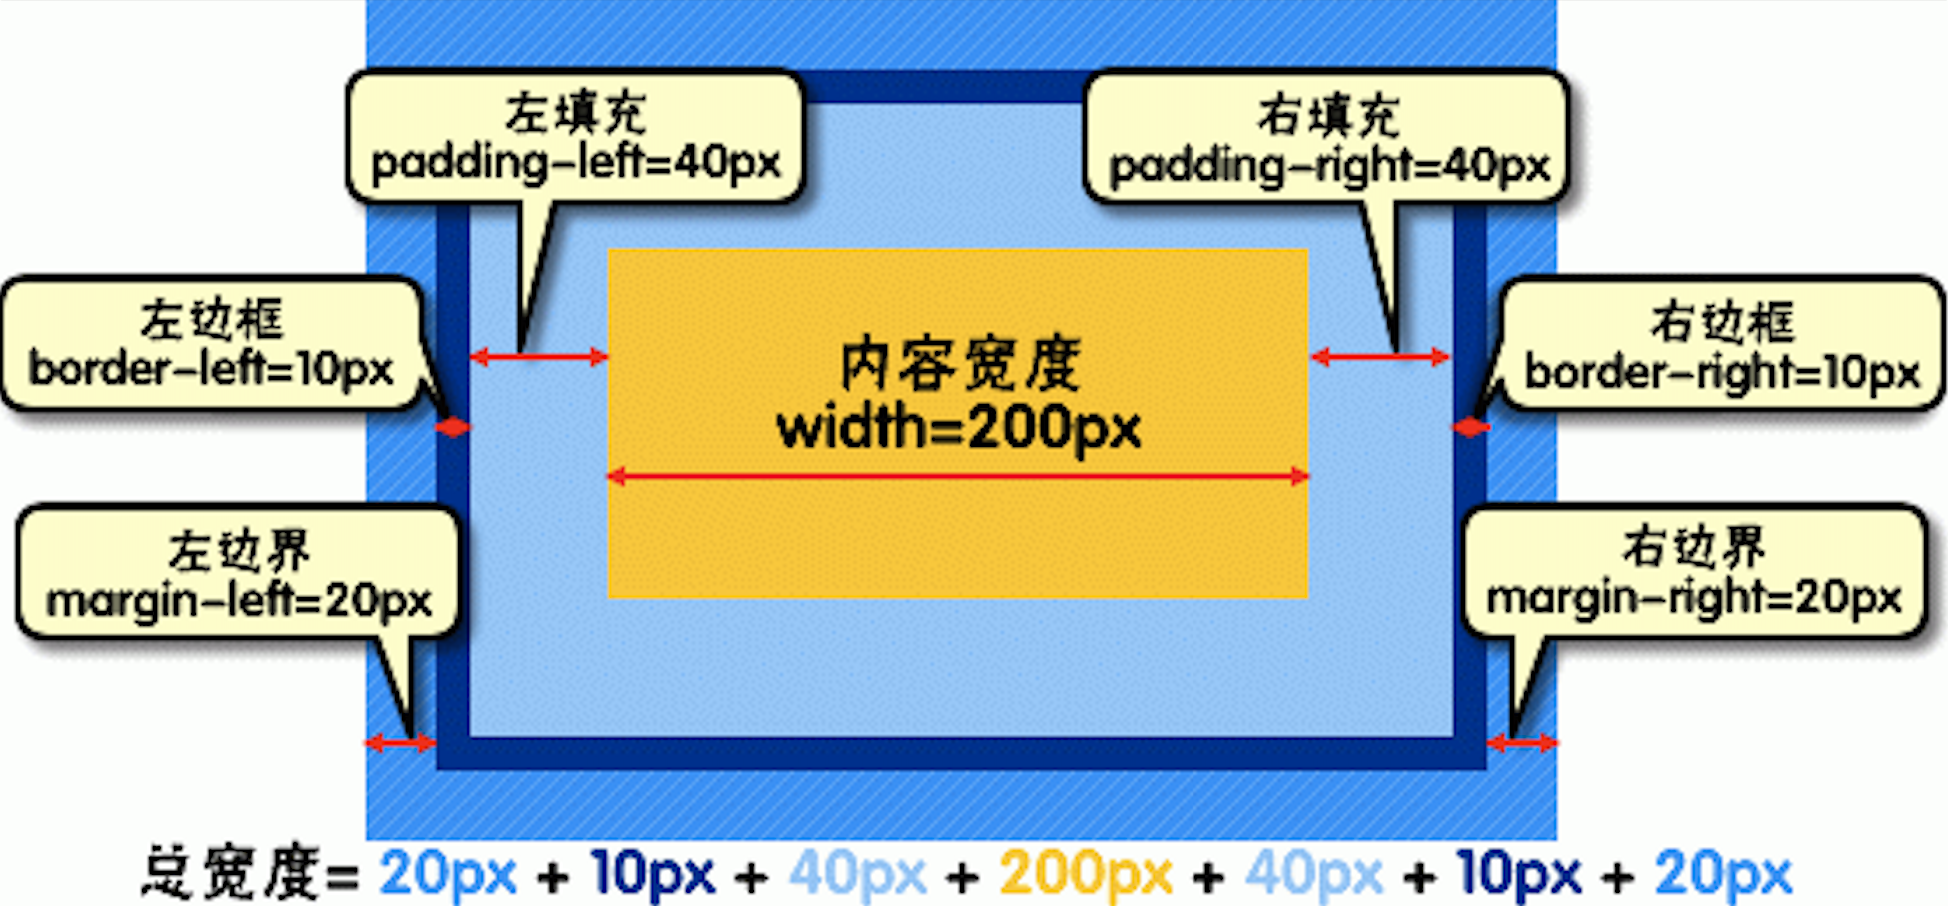 左填充
padding-left=40px
右填充
padding-right=40px
左边框
border-left=10px
内容宽度
width=200px
右边框
border-right=10px
左边界
margin-left=20px
右边界
margin-right=20px
总宽度= 20px + 10px + 40px + 200px + 40px + 10px + 20px